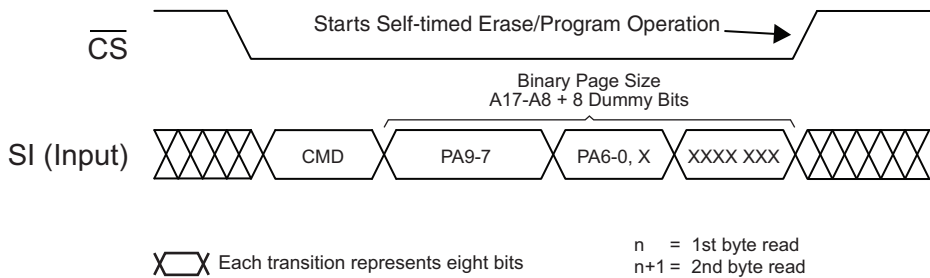 Starts Self-timed Erase/Program Operation
CS
Binary Page Size
A17-A8 + 8 Dummy Bits
SI (Input)
CMD
PA9-7
PA6-0, X
XXXX XXX
Each transition represents eight bits
n = 1st byte read
n+1 = 2nd byte read